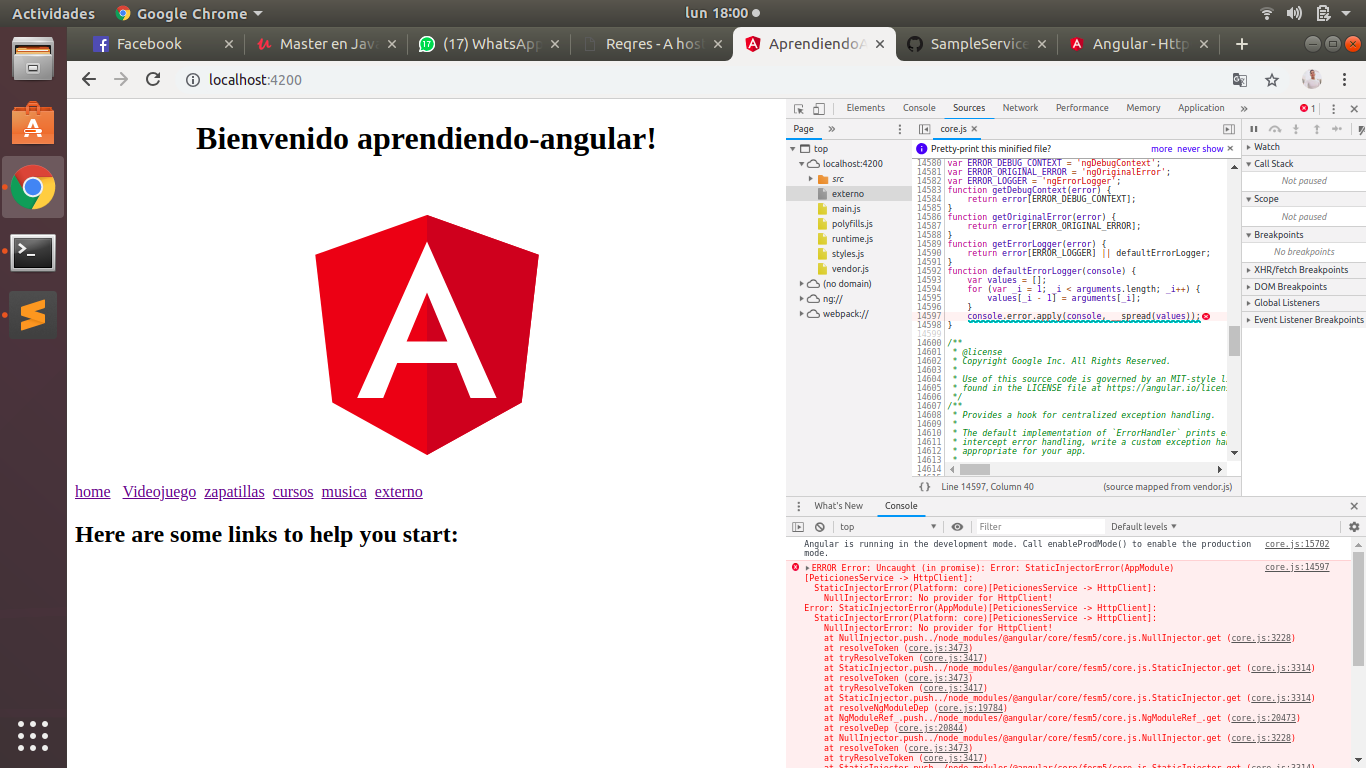 Actividades
Google Chrome
lun 18:00
Facebook
Master en Java
(17) WhatsApp
Reqres - A hos
AprendiendoA
SampleService
Angular - Http
localhost:4200
Bienvenido aprendiendo-angular!
home Videojuego zapatillas cursos musica externo
Here are some links to help you start:
Elements Console Sources Network Performance Memory Application » 1
Page »
top
localhost:4200
src
externo
main.js
polyfills.js
runtime.js
styles.js
vendor.js
(no domain)
ng://
webpack://
core.js
Pretty-print this minified file? more never show
14580 var ERROR_DEBUG_CONTEXT = 'ngDebugContext';
14581 var ERROR_ORIGINAL_ERROR = 'ngOriginalError';
14582 var ERROR_LOGGER = 'ngErrorLogger';
14583 function getDebugContext(error) {
14584 return error[ERROR_DEBUG_CONTEXT];
14585 }
14586 function getOriginalError(error) {
14587 return error[ERROR_ORIGINAL_ERROR];
14588 }
14589 function getErrorLogger(error) {
14590 return error[ERROR_LOGGER] || defaultErrorLogger;
14591 }
14592 function defaultErrorLogger(console) {
14593 var values = [];
14594 for (var _i = 1; _i < arguments.length; _i++) {
14595 values[_i - 1] = arguments[_i];
14596 }
14597 console.error.apply(console, __spread(values));
14598 }
14599
14600 /**
14601 * @license
14602 * Copyright Google Inc. All Rights Reserved.
14603 *
14604 * Use of this source code is governed by an MIT-style li
14605 * found in the LICENSE file at https://angular.io/licen
14606 */
14607 /**
14608 * Provides a hook for centralized exception handling.
14609 *
14610 * The default implementation of `ErrorHandler` prints e
14611 * intercept error handling, write a custom exception han
14612 * appropriate for your app.
14613 *
14614
{} Line 14597, Column 40 (source mapped from vendor.js)
Watch
Call Stack
Not paused
Scope
Not paused
Breakpoints
No breakpoints
XHR/fetch Breakpoints
DOM Breakpoints
Global Listeners
Event Listener Breakpoints
What's New Console
top Filter Default levels
Angular is running in the development mode. Call enableProdMode() to enable the production core.js:15702
mode.
ERROR Error: Uncaught (in promise): Error: StaticInjectorError(AppModule) core.js:14597
[PeticionesService -> HttpClient]:
StaticInjectorError(Platform: core)[PeticionesService -> HttpClient]:
NullInjectorError: No provider for HttpClient!
Error: StaticInjectorError(AppModule)[PeticionesService -> HttpClient]:
StaticInjectorError(Platform: core)[PeticionesService -> HttpClient]:
NullInjectorError: No provider for HttpClient!
at NullInjector.push../node_modules/@angular/core/fesm5/core.js.NullInjector.get (core.js:3228)
at resolveToken (core.js:3473)
at tryResolveToken (core.js:3417)
at StaticInjector.push../node_modules/@angular/core/fesm5/core.js.StaticInjector.get (core.js:3314)
at resolveToken (core.js:3473)
at tryResolveToken (core.js:3417)
at StaticInjector.push../node_modules/@angular/core/fesm5/core.js.StaticInjector.get (core.js:3314)
at resolveNgModuleDep (core.js:19784)
at NgModuleRef_.push../node_modules/@angular/core/fesm5/core.js.NgModuleRef_.get (core.js:20473)
at resolveDep (core.js:20844)
at NullInjector.push../node_modules/@angular/core/fesm5/core.js.NullInjector.get (core.js:3228)
at resolveToken (core.js:3473)
at tryResolveToken (core.js:3417)
at StaticInjector.push../node_modules/@angular/core/fesm5/core.js.StaticInjector.get (core.js:3314)